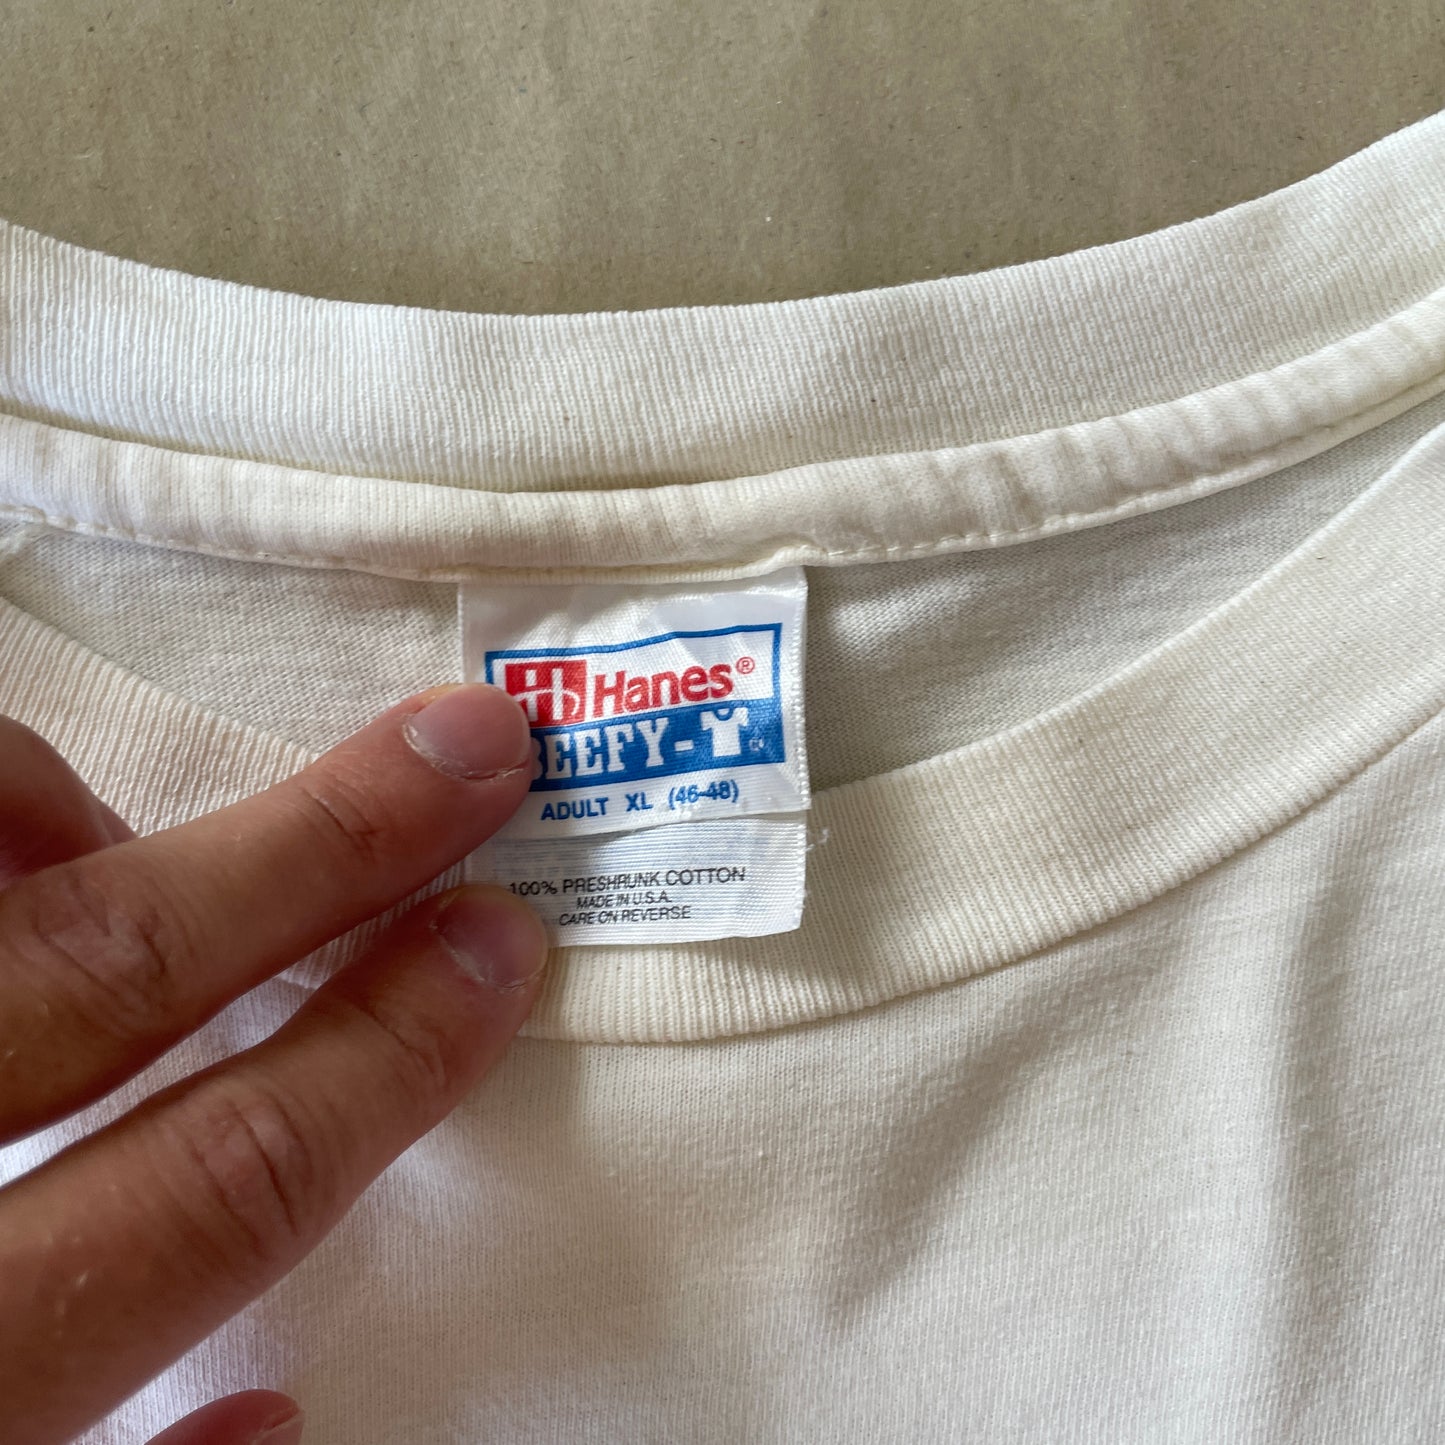 Hanes®
BEEFY-T®
ADULT XL (46-48)
100% PRESHRUNK COTTON
MADE IN U.S.A.
CARE ON REVERSE